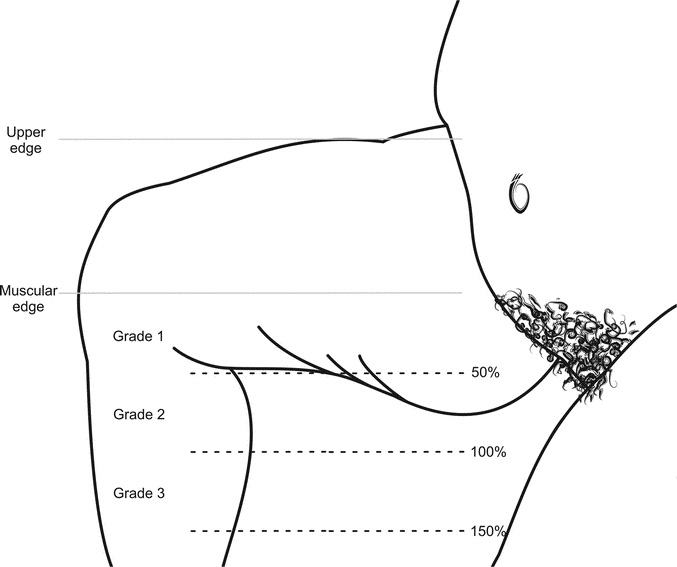 Upper
edge
Muscular
edge
Grade 1
50%
Grade 2
100%
Grade 3
150%